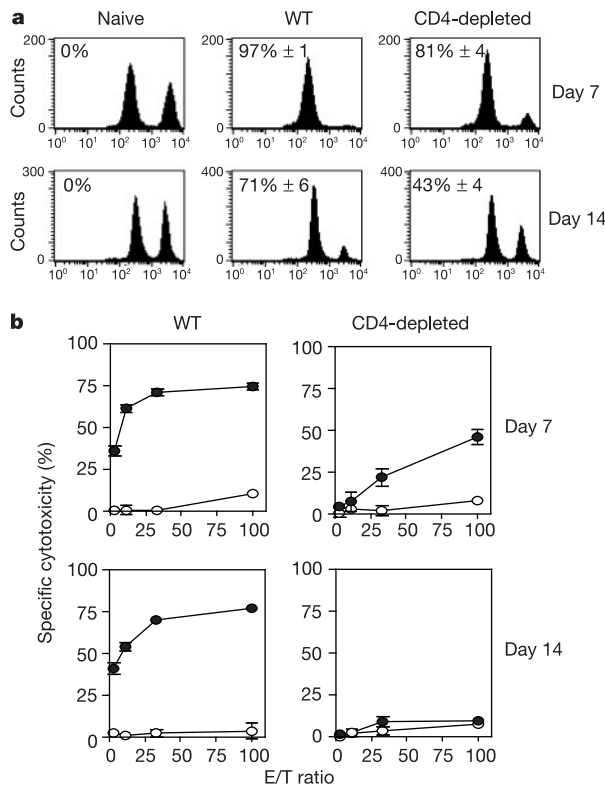 a
Naive WT CD4-depleted
200 0% 97% ± 1 81% ± 4
Counts
Day 7
0 0 0
10⁰ 10¹ 10² 10³ 10⁴ 10⁰ 10¹ 10² 10³ 10⁴ 10⁰ 10¹ 10² 10³ 10⁴
300 0% 400 71% ± 6 400 43% ± 4
Counts
Day 14
0 0 0
10⁰ 10¹ 10² 10³ 10⁴ 10⁰ 10¹ 10² 10³ 10⁴ 10⁰ 10¹ 10² 10³ 10⁴
b
WT CD4-depleted
100 100
75 75
Day 7
50 50
25 25
0 0
0 25 50 75 100 0 25 50 75 100
Specific cytotoxicity (%)
100 100
75 75
Day 14
50 50
25 25
0 0
0 25 50 75 100 0 25 50 75 100
E/T ratio